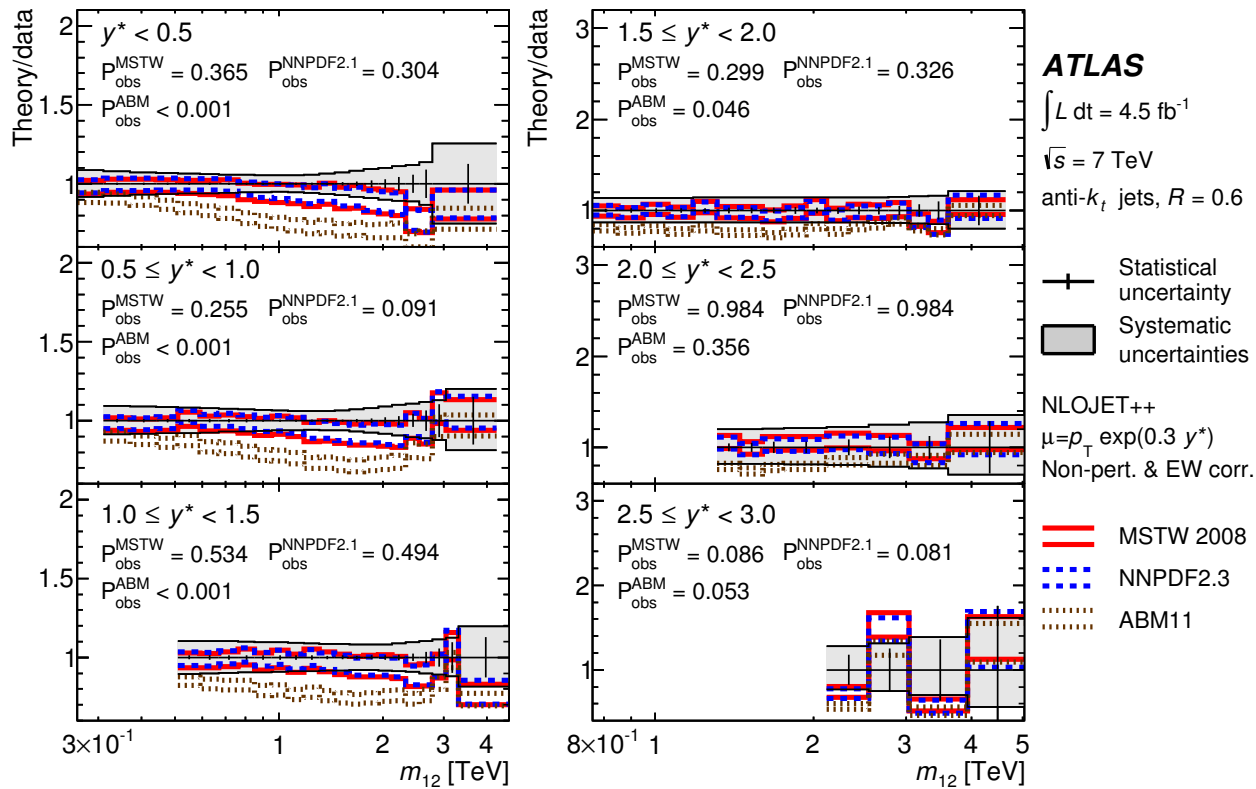 Theory/data
2
1.5
1
y* < 0.5
P_obs^MSTW = 0.365 P_obs^NNPDF2.1 = 0.304
P_obs^ABM < 0.001
2
1
0.5 ≤ y* < 1.0
P_obs^MSTW = 0.255 P_obs^NNPDF2.1 = 0.091
P_obs^ABM < 0.001
2
1
1.0 ≤ y* < 1.5
P_obs^MSTW = 0.534 P_obs^NNPDF2.1 = 0.494
P_obs^ABM < 0.001
3×10⁻¹ 1 2 3 4
m₁₂ [TeV]
Theory/data
3
2
1
1.5 ≤ y* < 2.0
P_obs^MSTW = 0.299 P_obs^NNPDF2.1 = 0.326
P_obs^ABM = 0.046
3
2
1
2.0 ≤ y* < 2.5
P_obs^MSTW = 0.984 P_obs^NNPDF2.1 = 0.984
P_obs^ABM = 0.356
3
2
1
2.5 ≤ y* < 3.0
P_obs^MSTW = 0.086 P_obs^NNPDF2.1 = 0.081
P_obs^ABM = 0.053
8×10⁻¹ 1 2 3 4 5
m₁₂ [TeV]
ATLAS
∫L dt = 4.5 fb⁻¹
√s = 7 TeV
anti-k_t jets, R = 0.6
Statistical
uncertainty
Systematic
uncertainties
NLOJET++
μ=p_T exp(0.3 y*)
Non-pert. & EW corr.
MSTW 2008
NNPDF2.3
ABM11